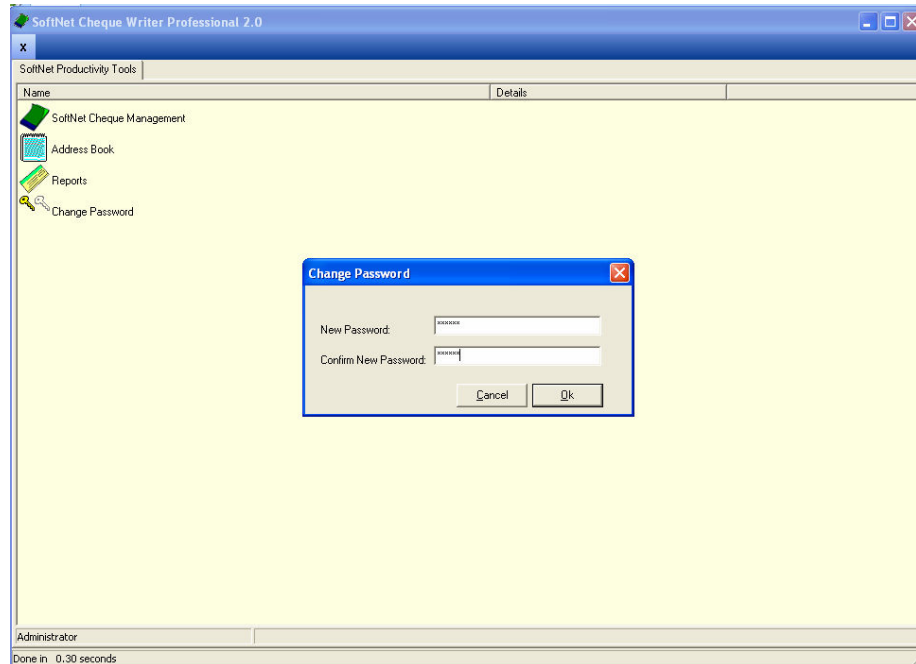 SoftNet Cheque Writer Professional 2.0
x
SoftNet Productivity Tools
Name Details
SoftNet Cheque Management
Address Book
Reports
Change Password
Change Password
New Password: ******
Confirm New Password: ******
Cancel Ok
Administrator
Done in 0.30 seconds